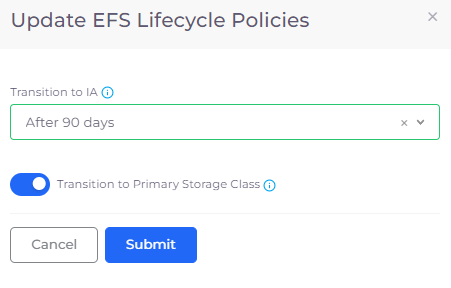 Update EFS Lifecycle Policies
Transition to IA
After 90 days
Transition to Primary Storage Class
Cancel
Submit